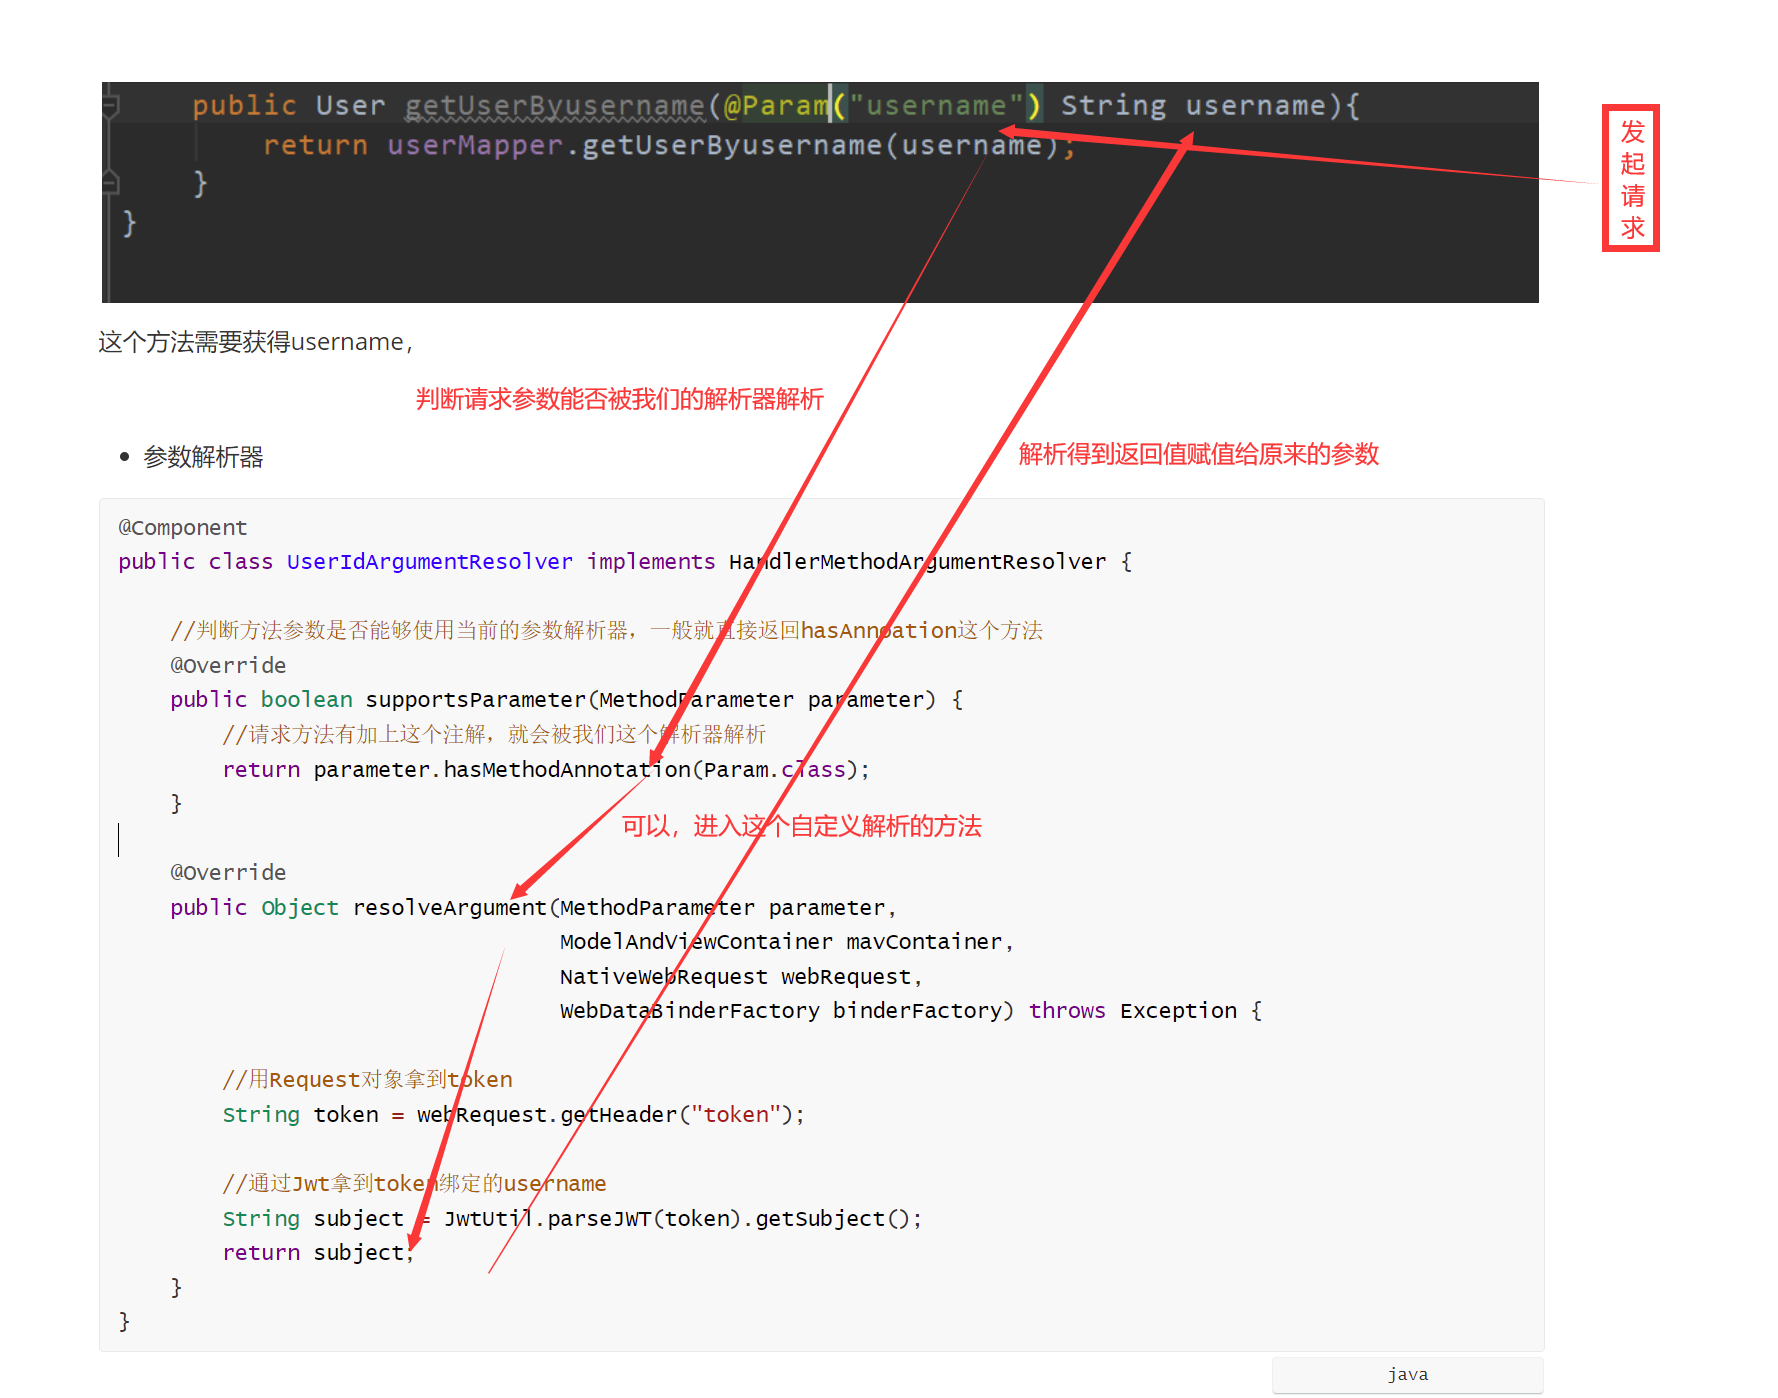 public User getUserByusername(@Param("username") String username){
return userMapper.getUserByusername(username);
}
}
发起请求
这个方法需要获得username，
判断请求参数能否被我们的解析器解析
解析得到返回值赋值给原来的参数
• 参数解析器
@Component
public class UserIdArgumentResolver implements HandlerMethodArgumentResolver {
//判断方法参数是否能够使用当前的参数解析器，一般就直接返回hasAnnoation这个方法
@Override
public boolean supportsParameter(MethodParameter parameter) {
//请求方法有加上这个注解，就会被我们这个解析器解析
return parameter.hasMethodAnnotation(Param.class);
}
可以，进入这个自定义解析的方法
@Override
public Object resolveArgument(MethodParameter parameter,
ModelAndViewContainer mavContainer,
NativeWebRequest webRequest,
WebDataBinderFactory binderFactory) throws Exception {
//用Request对象拿到token
String token = webRequest.getHeader("token");
//通过Jwt拿到token绑定的username
String subject = JwtUtil.parseJWT(token).getSubject();
return subject;
}
}
java